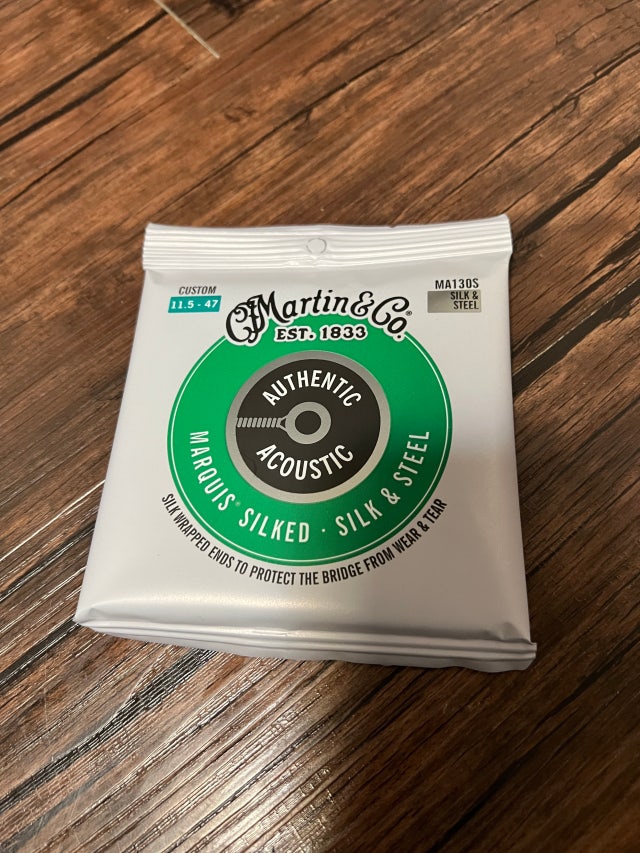 CUSTOM
11.5 - 47
MA130S
SILK &
STEEL
Martin & Co.®
EST. 1833
AUTHENTIC
ACOUSTIC
MARQUIS® SILKED · SILK & STEEL
SILK WRAPPED ENDS TO PROTECT THE BRIDGE FROM WEAR & TEAR